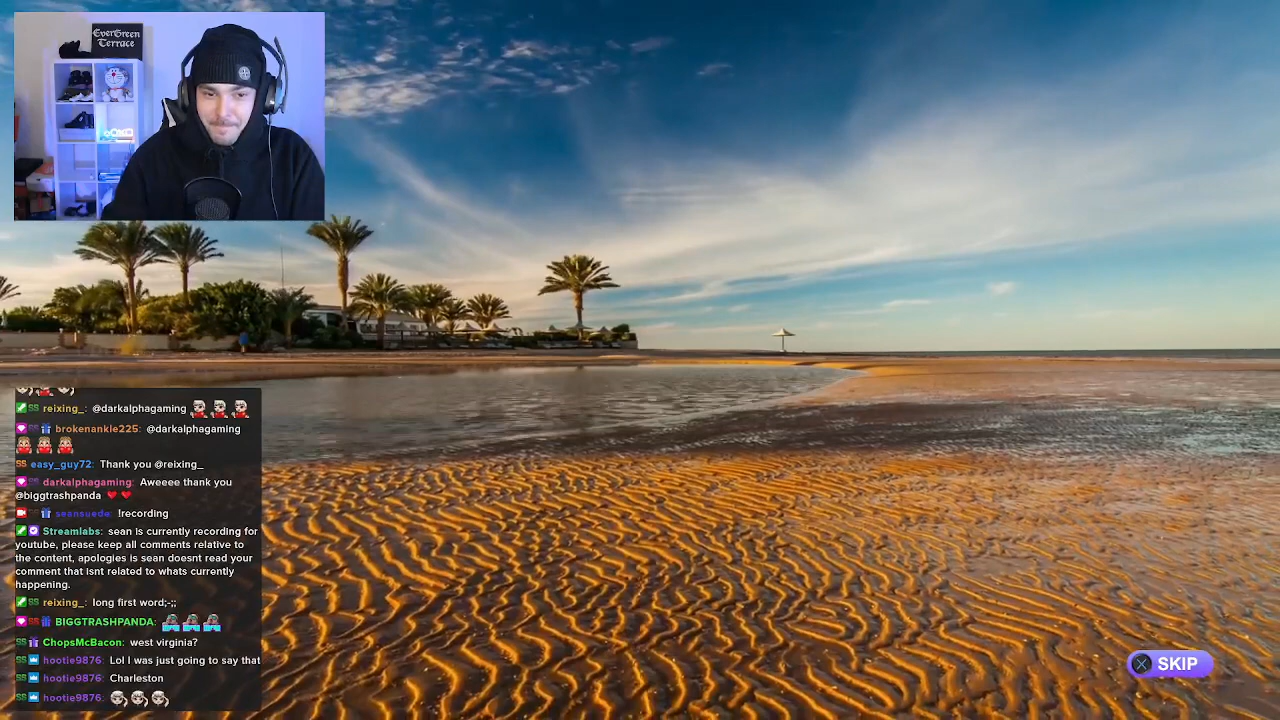 EverGreen
Terrace
reixing_: @darkalphagaming
brokenankle225: @darkalphagaming
easy_guy72: Thank you @reixing_
darkalphagaming: Aweeee thank you
@biggtrashpanda
seansuede: !recording
Streamlabs: sean is currently recording for
youtube, please keep all comments relative to
the content, apologies is sean doesnt read your
comment that isnt related to whats currently
happening.
reixing_: long first word;-;;
BIGGTRASHPANDA:
ChopsMcBacon: west virginia?
hootie9876: Lol I was just going to say that
hootie9876: Charleston
hootie9876:
SKIP